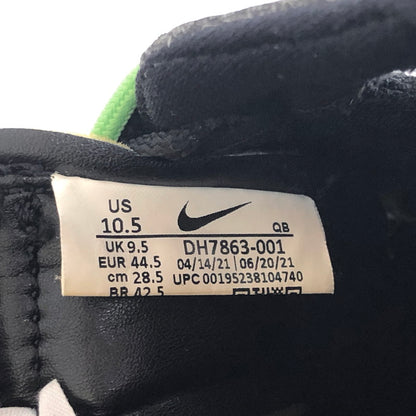 US
10.5
QB
UK 9.5
DH7863-001
EUR 44.5
04/14/21 | 06/20/21
cm 28.5
UPC 00195238104740
BR 42.5